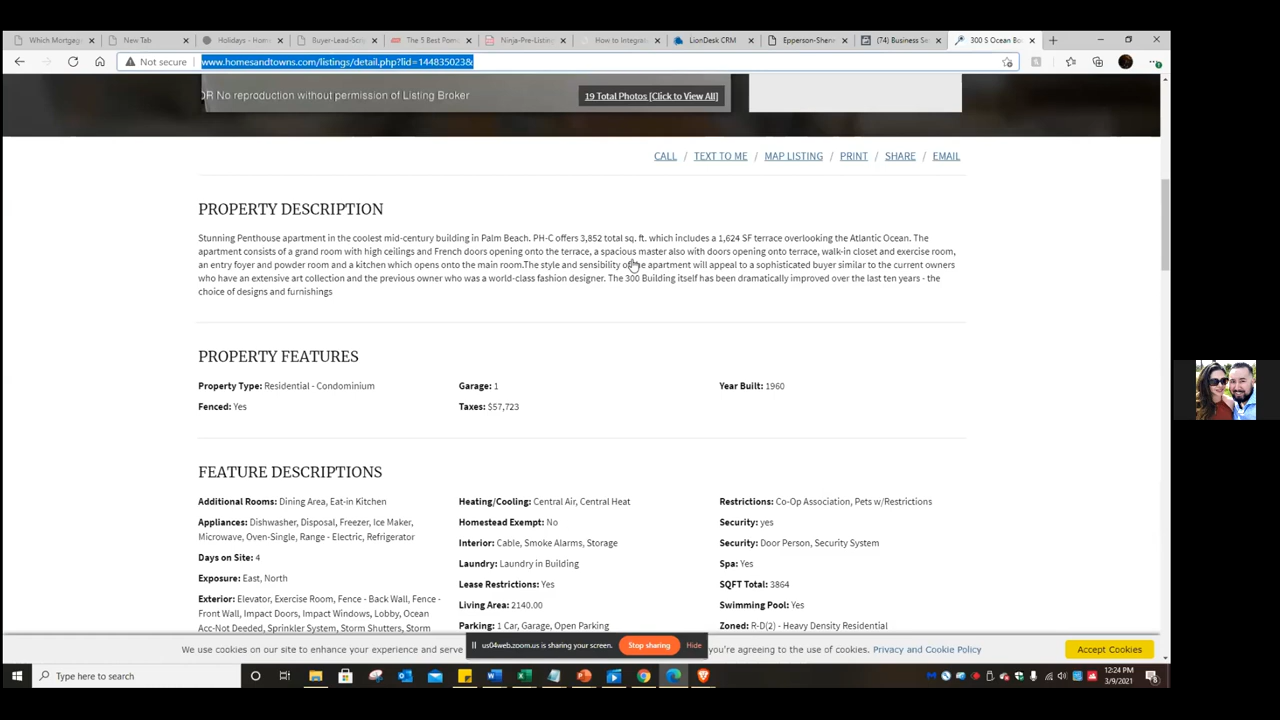 Which Mortga
New Tab
Holidays - Hom
Buyer-Lead-Scr
The 5 Best Pom
Ninja-Pre-Listing
How to Integrat
LionDesk CRM
Epperson-Sherw
(74) Business Se
300 S Ocean Bo
Not secure
www.homesandtowns.com/listings/detail.php?lid=144835023&
OR No reproduction without permission of Listing Broker
19 Total Photos [Click to View All]
CALL / TEXT TO ME / MAP LISTING / PRINT / SHARE / EMAIL
PROPERTY DESCRIPTION
Stunning Penthouse apartment in the coolest mid-century building in Palm Beach. PH-C offers 3,852 total sq. ft. which includes a 1,624 SF terrace overlooking the Atlantic Ocean. The
apartment consists of a grand room with high ceilings and French doors opening onto the terrace, a spacious master also with doors opening onto terrace, walk-in closet and exercise room,
an entry foyer and powder room and a kitchen which opens onto the main room.The style and sensibility of the apartment will appeal to a sophisticated buyer similar to the current owners
who have an extensive art collection and the previous owner who was a world-class fashion designer. The 300 Building itself has been dramatically improved over the last ten years - the
choice of designs and furnishings
PROPERTY FEATURES
Property Type: Residential - Condominium
Garage: 1
Year Built: 1960
Fenced: Yes
Taxes: $57,723
FEATURE DESCRIPTIONS
Additional Rooms: Dining Area, Eat-in Kitchen
Appliances: Dishwasher, Disposal, Freezer, Ice Maker,
Microwave, Oven-Single, Range - Electric, Refrigerator
Days on Site: 4
Exposure: East, North
Exterior: Elevator, Exercise Room, Fence - Back Wall, Fence -
Front Wall, Impact Doors, Impact Windows, Lobby, Ocean
Acc-Not Deeded, Sprinkler System, Storm Shutters, Storm
Heating/Cooling: Central Air, Central Heat
Homestead Exempt: No
Interior: Cable, Smoke Alarms, Storage
Laundry: Laundry in Building
Lease Restrictions: Yes
Living Area: 2140.00
Parking: 1 Car, Garage, Open Parking
Restrictions: Co-Op Association, Pets w/Restrictions
Security: yes
Security: Door Person, Security System
Spa: Yes
SQFT Total: 3864
Swimming Pool: Yes
Zoned: R-D(2) - Heavy Density Residential
We use cookies on our site to enhance your experience and serve
you're agreeing to the use of cookies. Privacy and Cookie Policy
Accept Cookies
us04web.zoom.us is sharing your screen.
Stop sharing
Hide
Type here to search
12:24 PM
3/9/2021